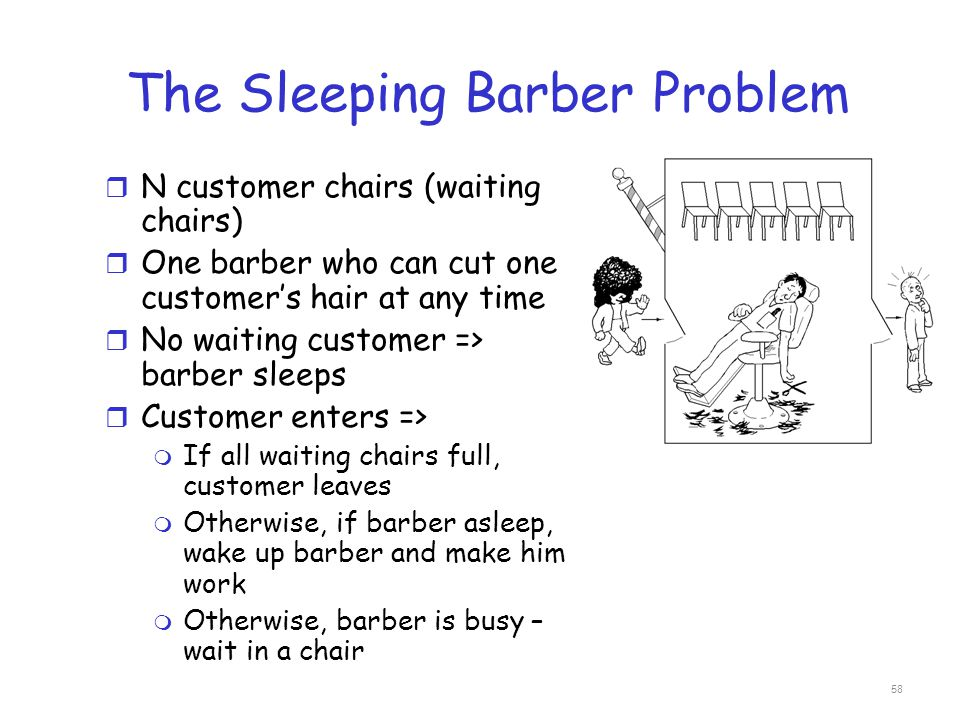 The Sleeping Barber Problem
N customer chairs (waiting
chairs)
One barber who can cut one
customer’s hair at any time
No waiting customer =>
barber sleeps
Customer enters =>
If all waiting chairs full,
customer leaves
Otherwise, if barber asleep,
wake up barber and make him
work
Otherwise, barber is busy –
wait in a chair
58